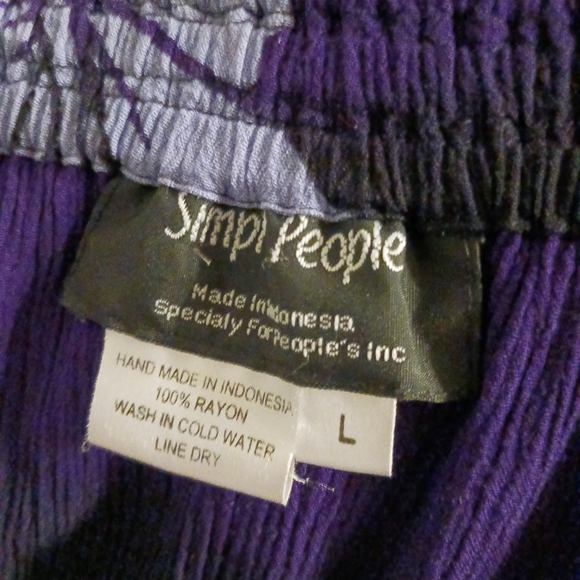 Simpl People
Made in Indonesia
Specialy For People's Inc
HAND MADE IN INDONESIA
100% RAYON
WASH IN COLD WATER
LINE DRY
L